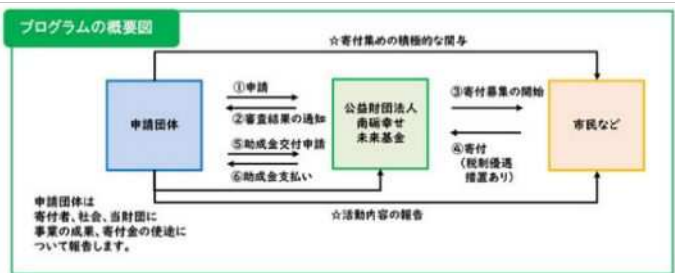 プログラムの概要図
☆寄付集めの積極的な関与
申請団体
①申請
②審査結果の通知
⑤助成金交付申請
⑥助成金支払い
公益財団法人
南砺幸せ
未来基金
③寄付募集の開始
④寄付
(税制優遇
措置あり)
市民など
☆活動内容の報告
申請団体は
寄付者、社会、当財団に
事業の成果、寄付金の使途に
ついて報告します。